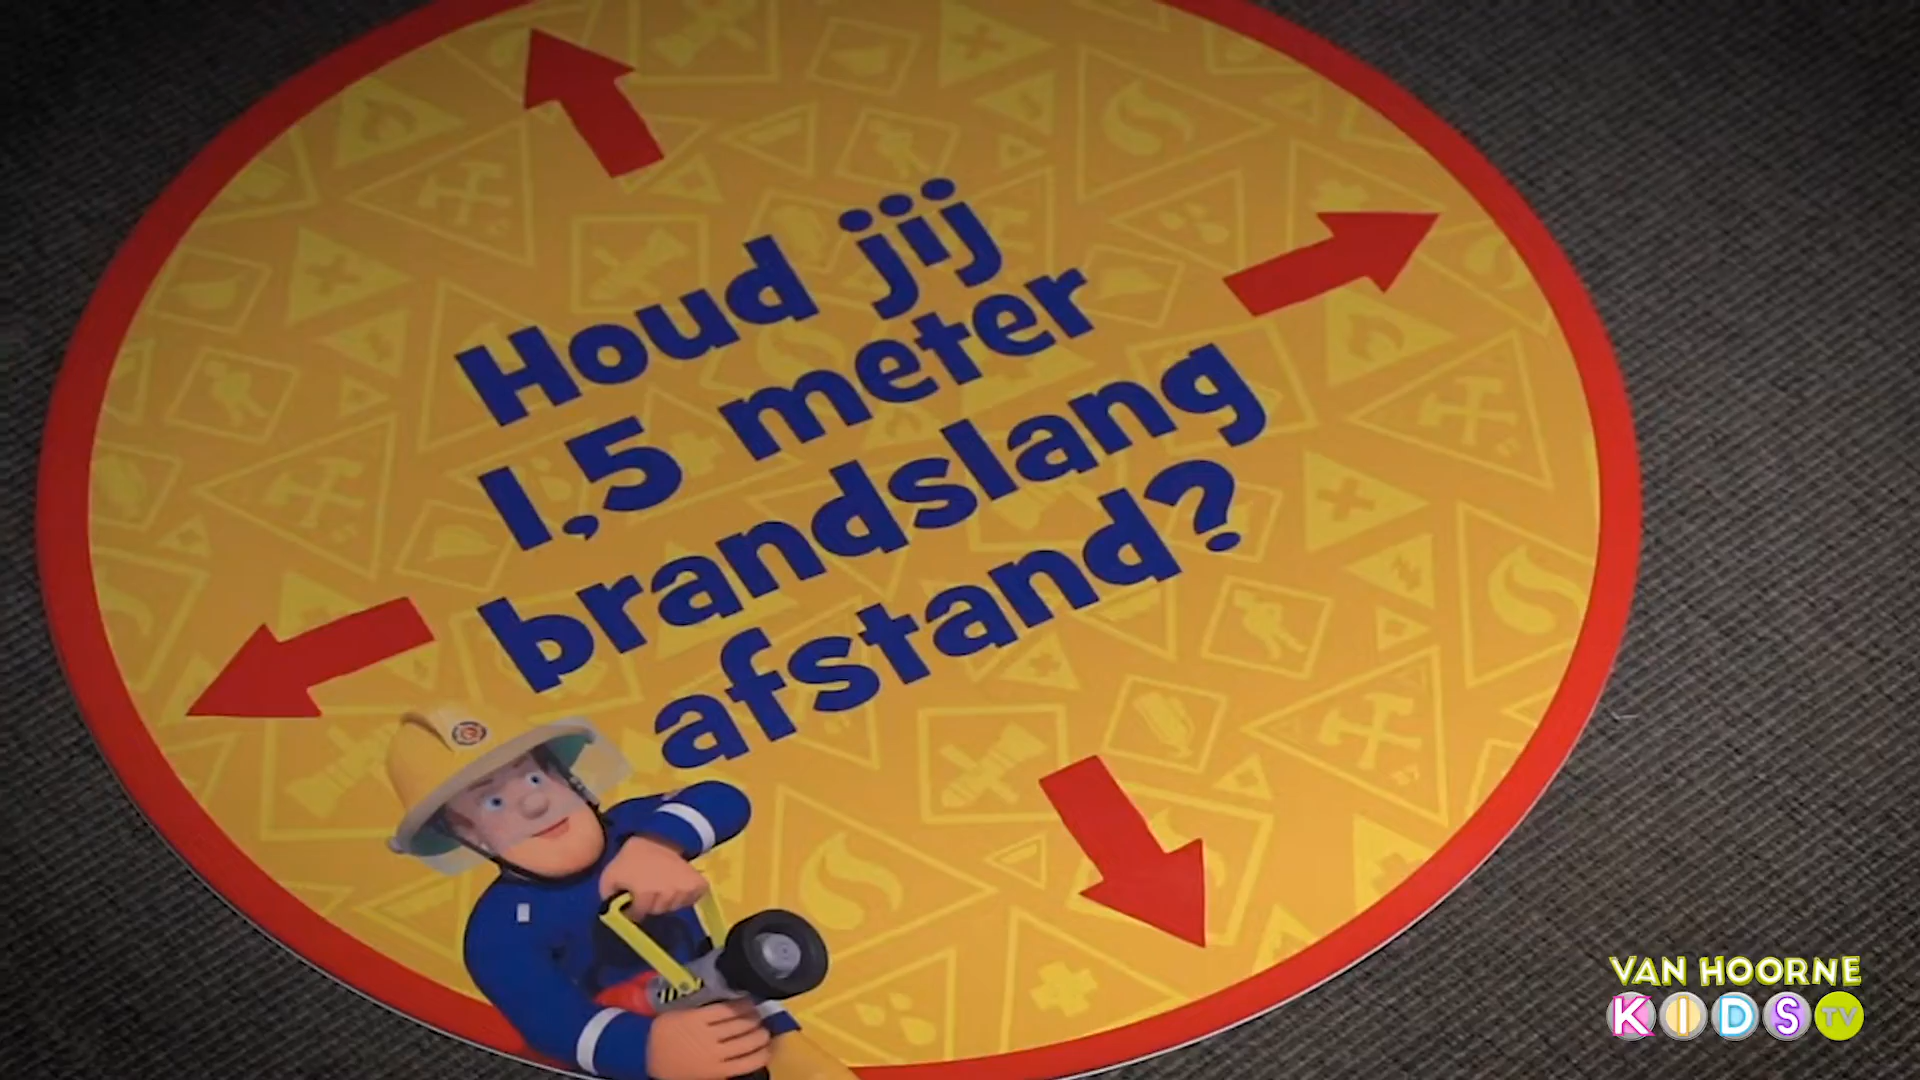 Houd jij
1,5 meter
brandslang
afstand?
VAN HOORNE
KIDS TV